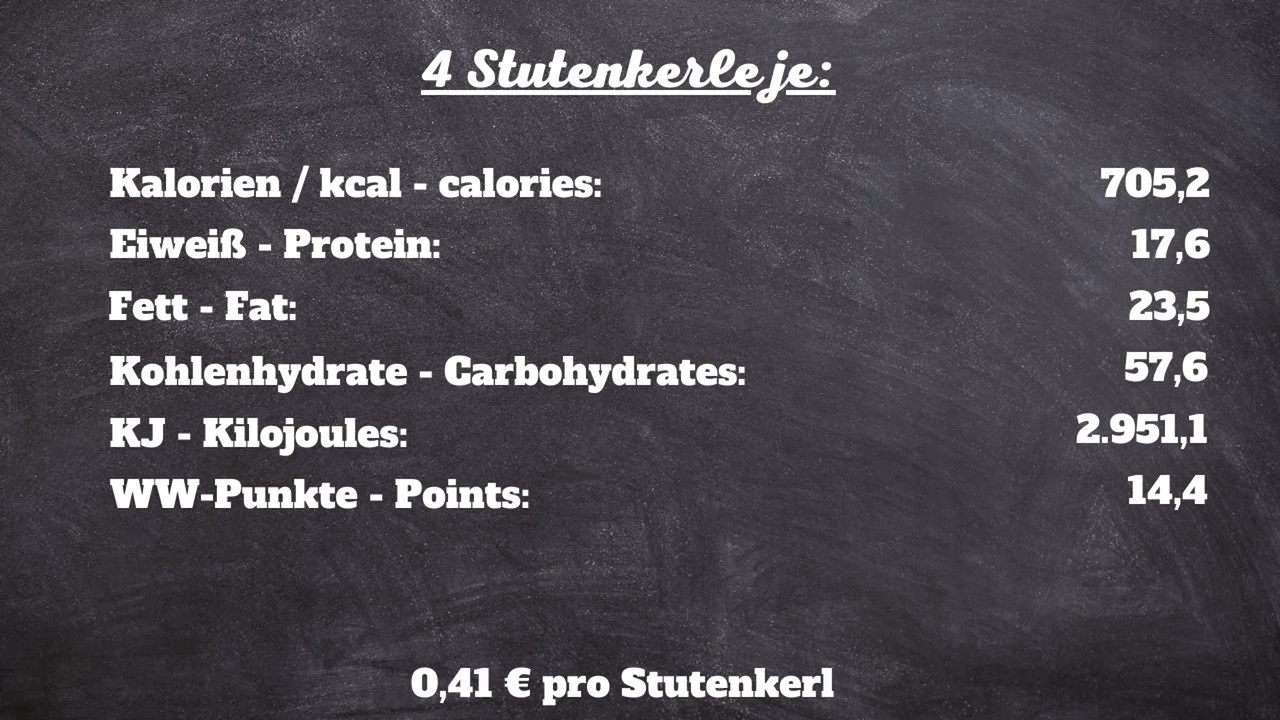 4 Stutenkerle je:
Kalorien / kcal - calories: 705,2
Eiweiß - Protein: 17,6
Fett - Fat: 23,5
Kohlenhydrate - Carbohydrates: 57,6
KJ - Kilojoules: 2.951,1
WW-Punkte - Points: 14,4
0,41 € pro Stutenkerl